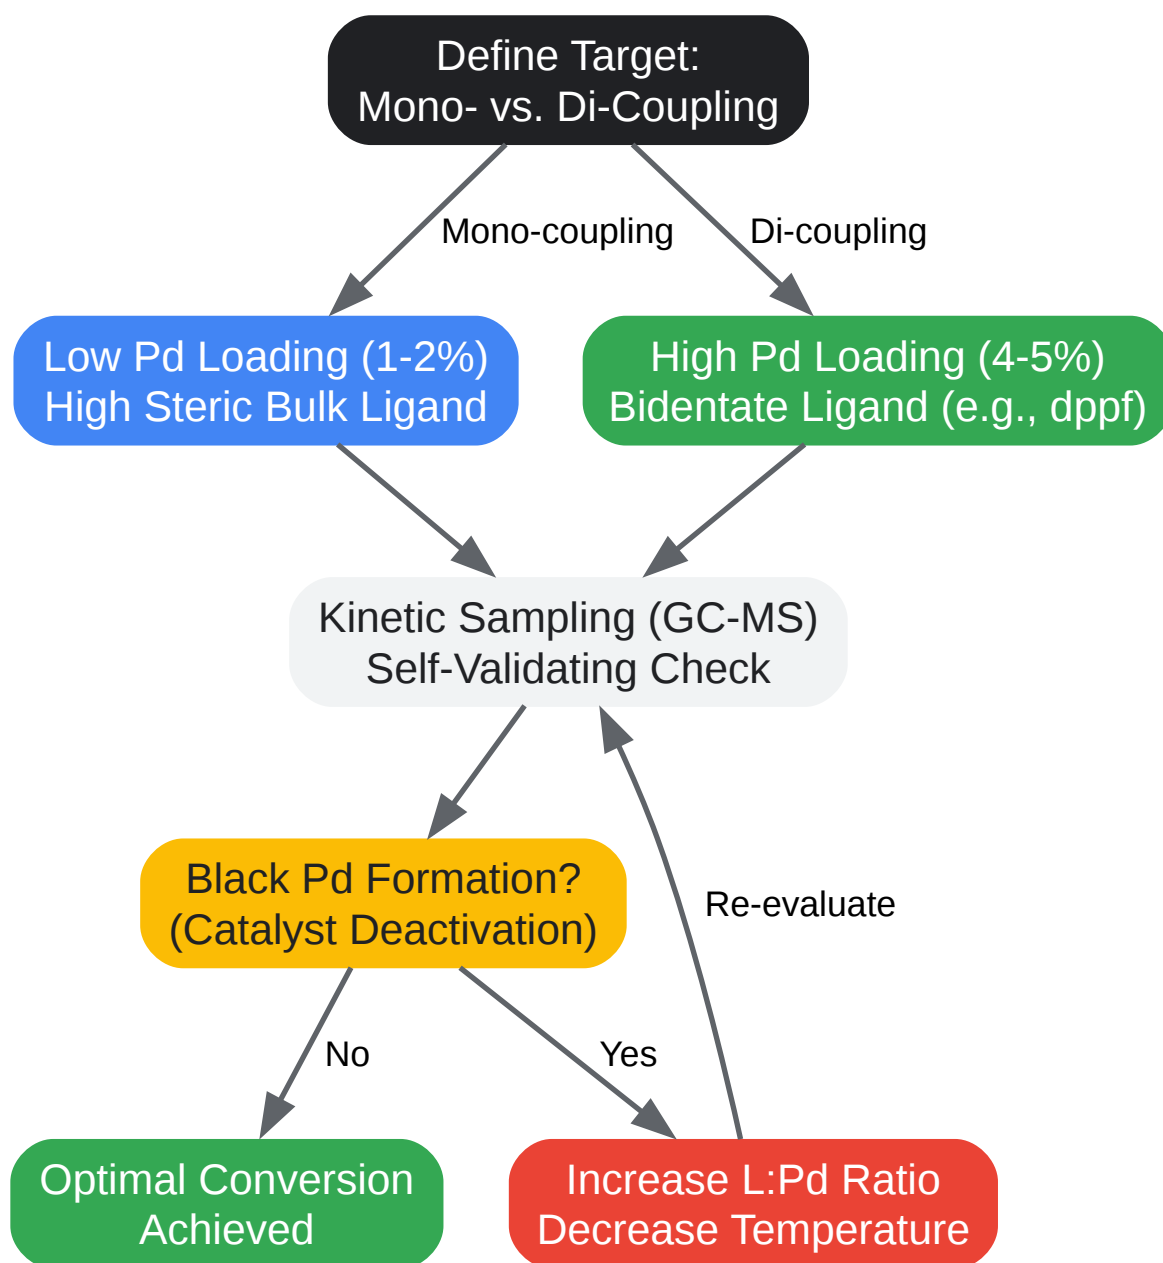 Define Target:
Mono- vs. Di-Coupling
Mono-coupling
Di-coupling
Low Pd Loading (1-2%)
High Steric Bulk Ligand
High Pd Loading (4-5%)
Bidentate Ligand (e.g., dppf)
Kinetic Sampling (GC-MS)
Self-Validating Check
Black Pd Formation?
(Catalyst Deactivation)
Re-evaluate
No
Yes
Optimal Conversion
Achieved
Increase L:Pd Ratio
Decrease Temperature